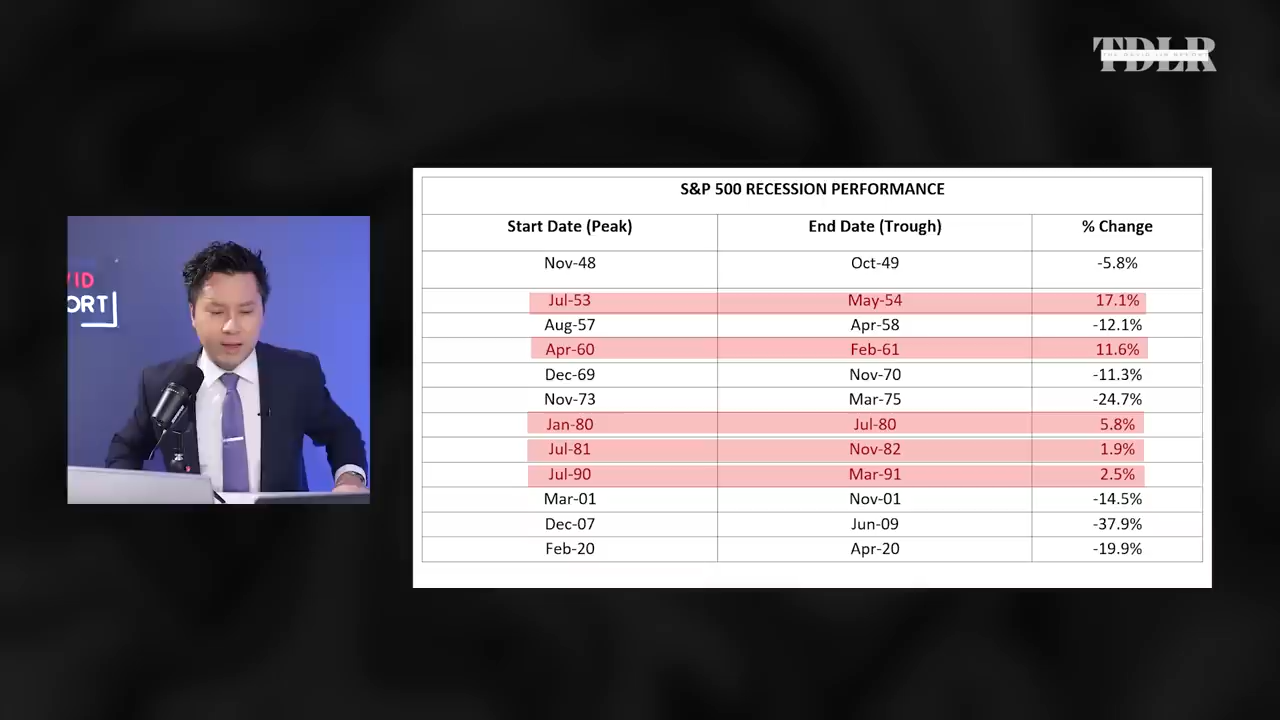 TDLR
VID
ORT
S&P 500 RECESSION PERFORMANCE
Start Date (Peak) End Date (Trough) % Change
Nov-48 Oct-49 -5.8%
Jul-53 May-54 17.1%
Aug-57 Apr-58 -12.1%
Apr-60 Feb-61 11.6%
Dec-69 Nov-70 -11.3%
Nov-73 Mar-75 -24.7%
Jan-80 Jul-80 5.8%
Jul-81 Nov-82 1.9%
Jul-90 Mar-91 2.5%
Mar-01 Nov-01 -14.5%
Dec-07 Jun-09 -37.9%
Feb-20 Apr-20 -19.9%